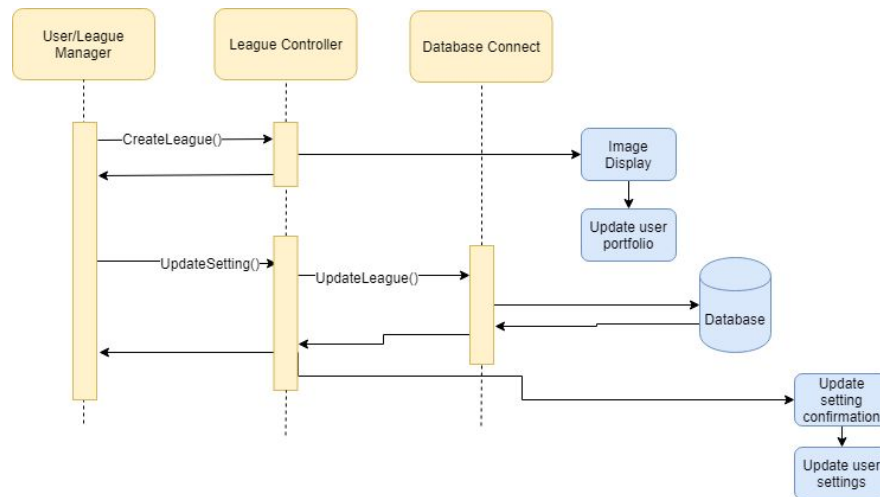 User/League
Manager
League Controller
Database Connect
CreateLeague()
Image
Display
Update user
portfolio
UpdateSetting()
UpdateLeague()
Database
Update
setting
confirmation
Update user
settings